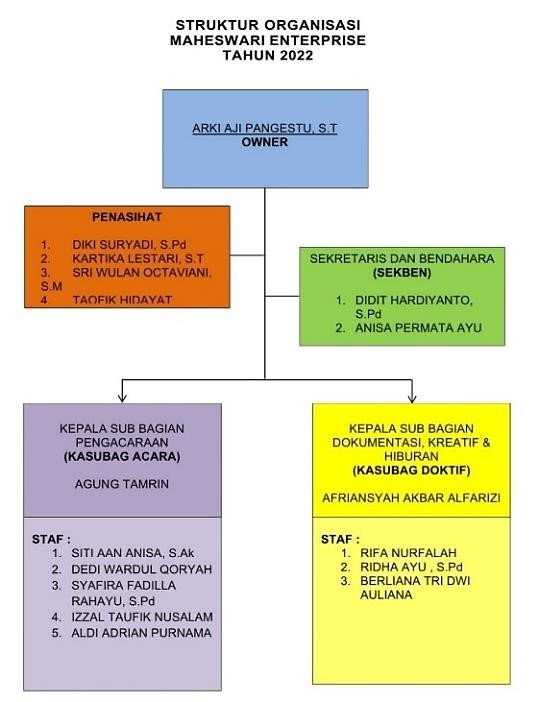 STRUKTUR ORGANISASI
MAHESWARI ENTERPRISE
TAHUN 2022
ARKI AJI PANGESTU, S.T
OWNER
PENASIHAT
1. DIKI SURYADI, S.Pd
2. KARTIKA LESTARI, S.T
3. SRI WULAN OCTAVIANI,
S.M
4. TAOFIK HIDAYAT
SEKRETARIS DAN BENDAHARA
(SEKBEN)
1. DIDIT HARDIYANTO,
S.Pd
2. ANISA PERMATA AYU
KEPALA SUB BAGIAN
PENGACARAAN
(KASUBAG ACARA)
AGUNG TAMRIN
STAF :
1. SITI AAN ANISA, S.Ak
2. DEDI WARDUL QORYAH
3. SYAFIRA FADILLA
RAHAYU, S.Pd
4. IZZAL TAUFIK NUSALAM
5. ALDI ADRIAN PURNAMA
KEPALA SUB BAGIAN
DOKUMENTASI, KREATIF &
HIBURAN
(KASUBAG DOKTIF)
AFRIANSYAH AKBAR ALFARIZI
STAF :
1. RIFA NURFALAH
2. RIDHA AYU , S.Pd
3. BERLIANA TRI DWI
AULIANA